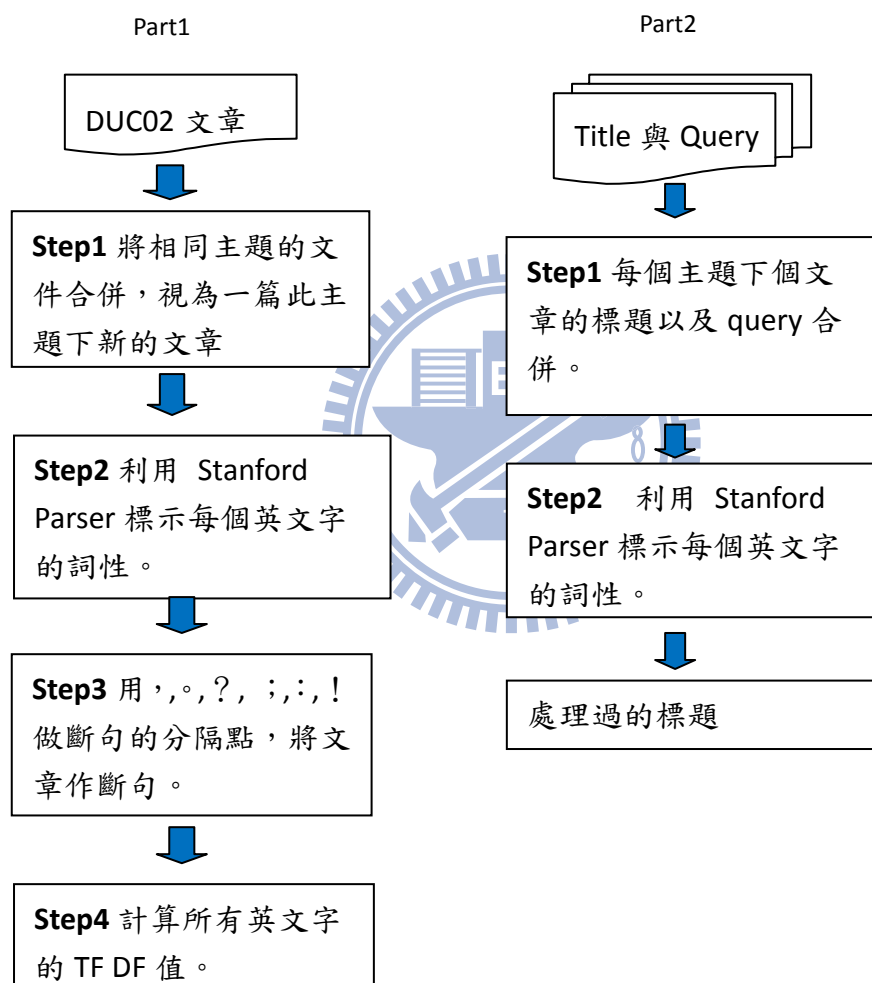 Part1
DUC02 文章
Step1 將相同主題的文
件合併，視為一篇此主
題下新的文章
Step2 利用 Stanford
Parser 標示每個英文字
的詞性。
Step3 用，,。,？, ；,：,！
做斷句的分隔點，將文
章作斷句。
Step4 計算所有英文字
的 TF DF 值。
Part2
Title 與 Query
Step1 每個主題下個文
章的標題以及 query 合
併。
Step2 利用 Stanford
Parser 標示每個英文字
的詞性。
處理過的標題